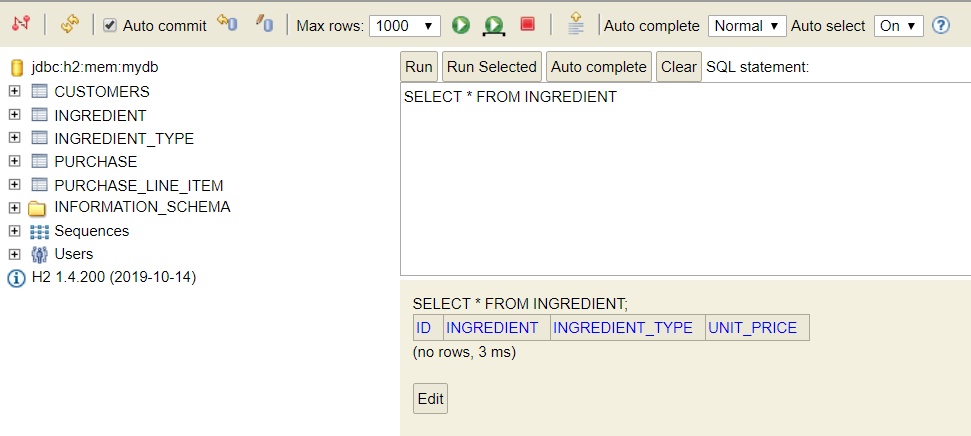 Auto commit Max rows: 1000 Auto complete Normal Auto select On
jdbc:h2:mem:mydb
CUSTOMERS
INGREDIENT
INGREDIENT_TYPE
PURCHASE
PURCHASE_LINE_ITEM
INFORMATION_SCHEMA
Sequences
Users
H2 1.4.200 (2019-10-14)
Run Run Selected Auto complete Clear SQL statement:
SELECT * FROM INGREDIENT
SELECT * FROM INGREDIENT;
ID INGREDIENT INGREDIENT_TYPE UNIT_PRICE
(no rows, 3 ms)
Edit